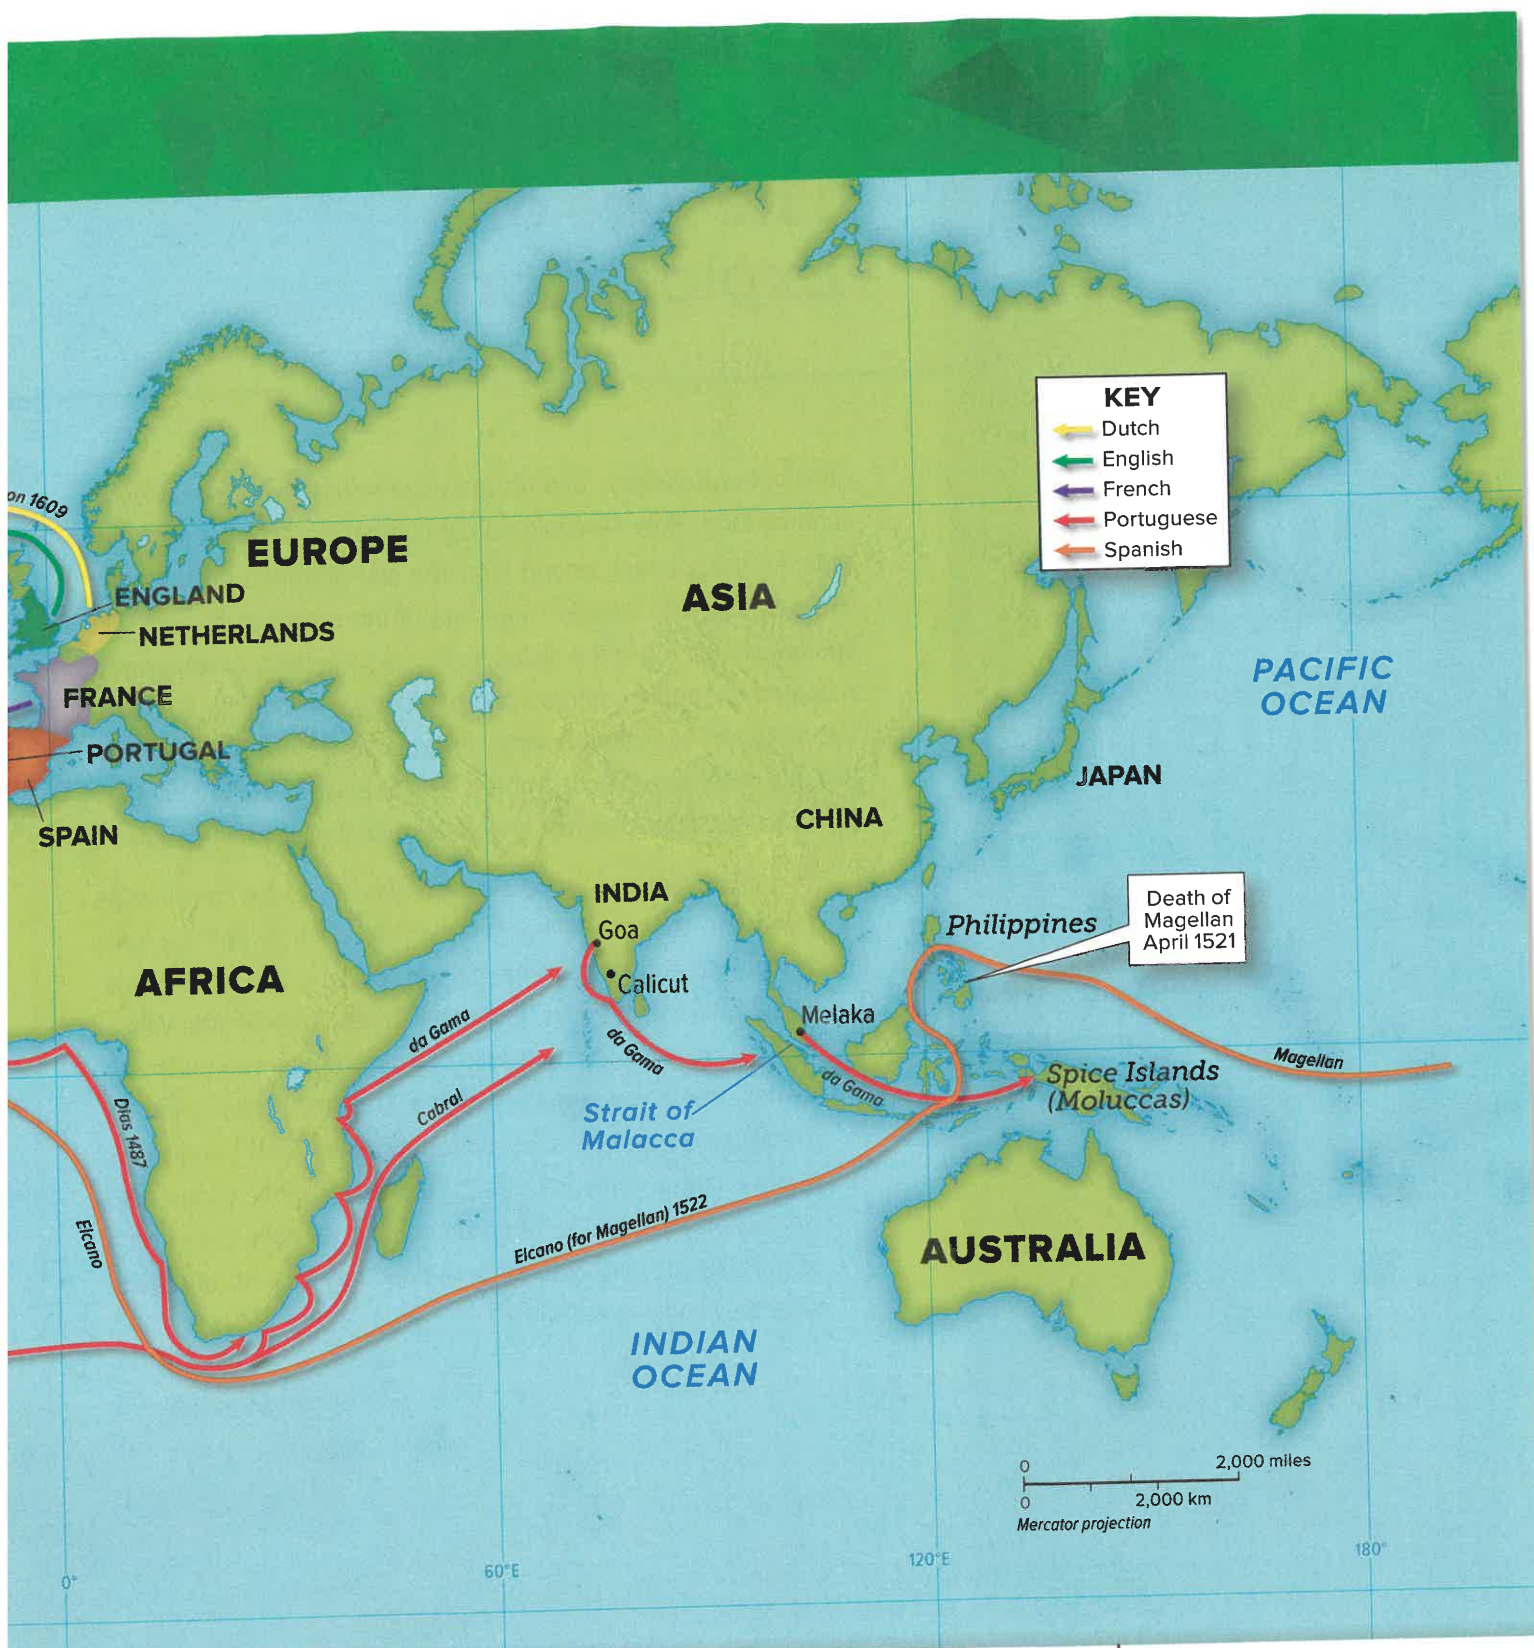 KEY
Dutch
English
French
Portuguese
Spanish
on 1609
EUROPE
ENGLAND
NETHERLANDS
FRANCE
PORTUGAL
SPAIN
ASIA
PACIFIC
OCEAN
JAPAN
CHINA
INDIA
Goa
Calicut
Philippines
Death of
Magellan
April 1521
AFRICA
da Gama
da Gama
Melaka
da Gama
Magellan
Spice Islands
(Moluccas)
Cabral
Strait of
Malacca
Dias 1487
Elcano
Elcano (for Magellan) 1522
AUSTRALIA
INDIAN
OCEAN
0
2,000 miles
0
2,000 km
Mercator projection
0°
60°E
120°E
180°